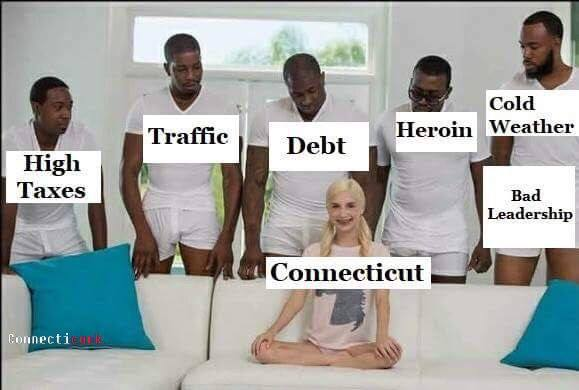 High
Taxes
Traffic
Debt
Heroin
Cold
Weather
Bad
Leadership
Connecticut
Connecticuck